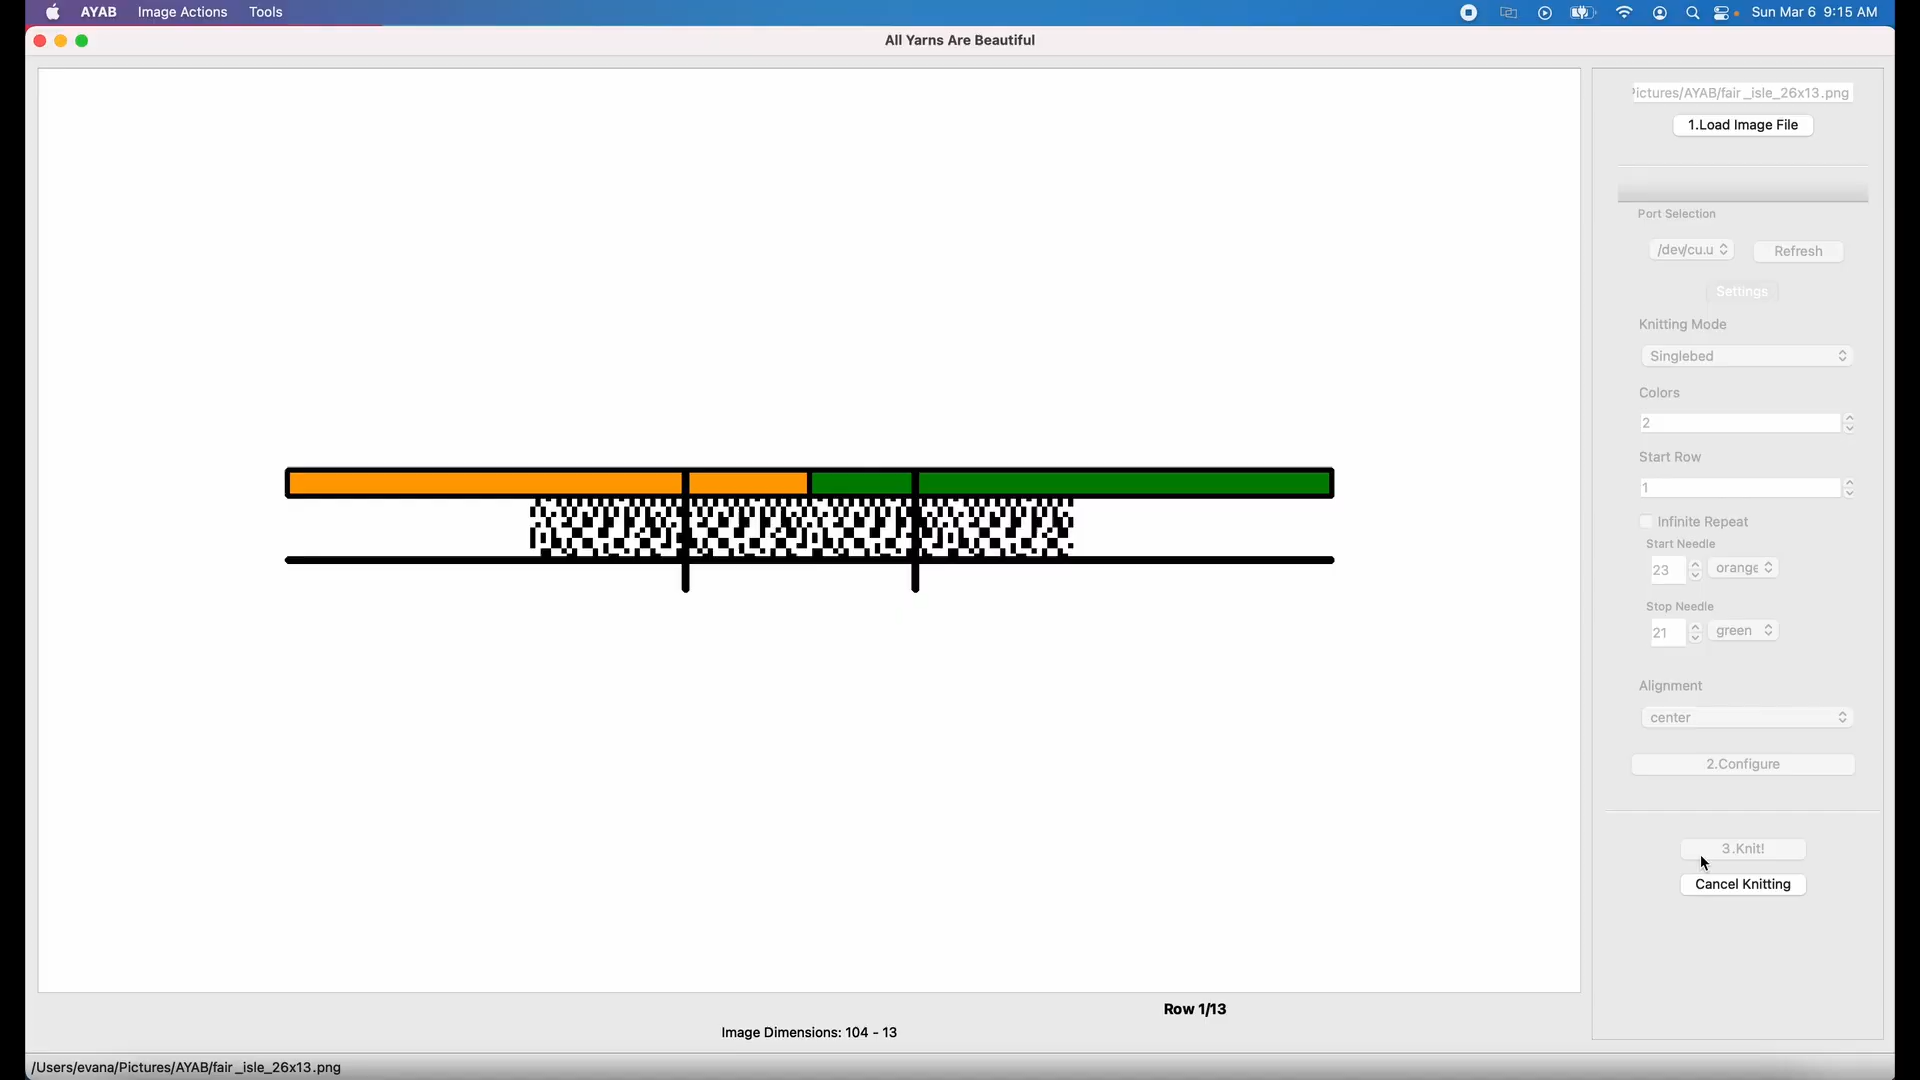 AYAB Image Actions Tools Sun Mar 6 9:15 AM
All Yarns Are Beautiful
Pictures/AYAB/fair_isle_26x13.png
1.Load Image File
Port Selection
/dev/cu.u Refresh
Settings
Knitting Mode
Singlebed
Colors
2
Start Row
1
Infinite Repeat
Start Needle
23 orange
Stop Needle
21 green
Alignment
center
2.Configure
3.Knit!
Cancel Knitting
Row 1/13
Image Dimensions: 104 - 13
/Users/evana/Pictures/AYAB/fair_isle_26x13.png